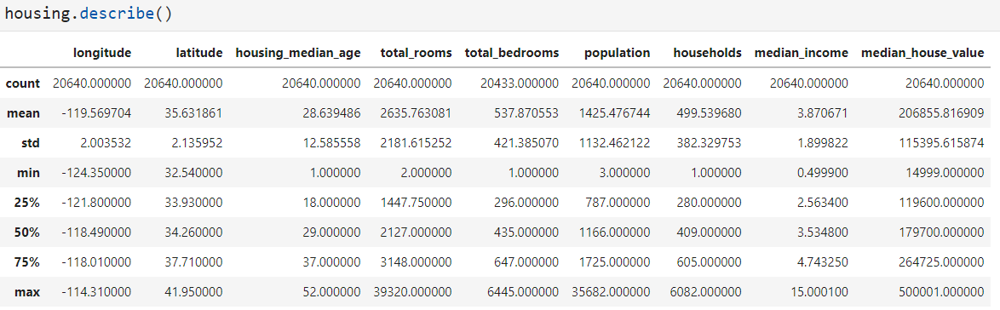 housing.describe()
longitude latitude housing_median_age total_rooms total_bedrooms population households median_income median_house_value
count 20640.000000 20640.000000 20640.000000 20640.000000 20433.000000 20640.000000 20640.000000 20640.000000 20640.000000
mean -119.569704 35.631861 28.639486 2635.763081 537.870553 1425.476744 499.539680 3.870671 206855.816909
std 2.003532 2.135952 12.585558 2181.615252 421.385070 1132.462122 382.329753 1.899822 115395.615874
min -124.350000 32.540000 1.000000 2.000000 1.000000 3.000000 1.000000 0.499900 14999.000000
25% -121.800000 33.930000 18.000000 1447.750000 296.000000 787.000000 280.000000 2.563400 119600.000000
50% -118.490000 34.260000 29.000000 2127.000000 435.000000 1166.000000 409.000000 3.534800 179700.000000
75% -118.010000 37.710000 37.000000 3148.000000 647.000000 1725.000000 605.000000 4.743250 264725.000000
max -114.310000 41.950000 52.000000 39320.000000 6445.000000 35682.000000 6082.000000 15.000100 500001.000000